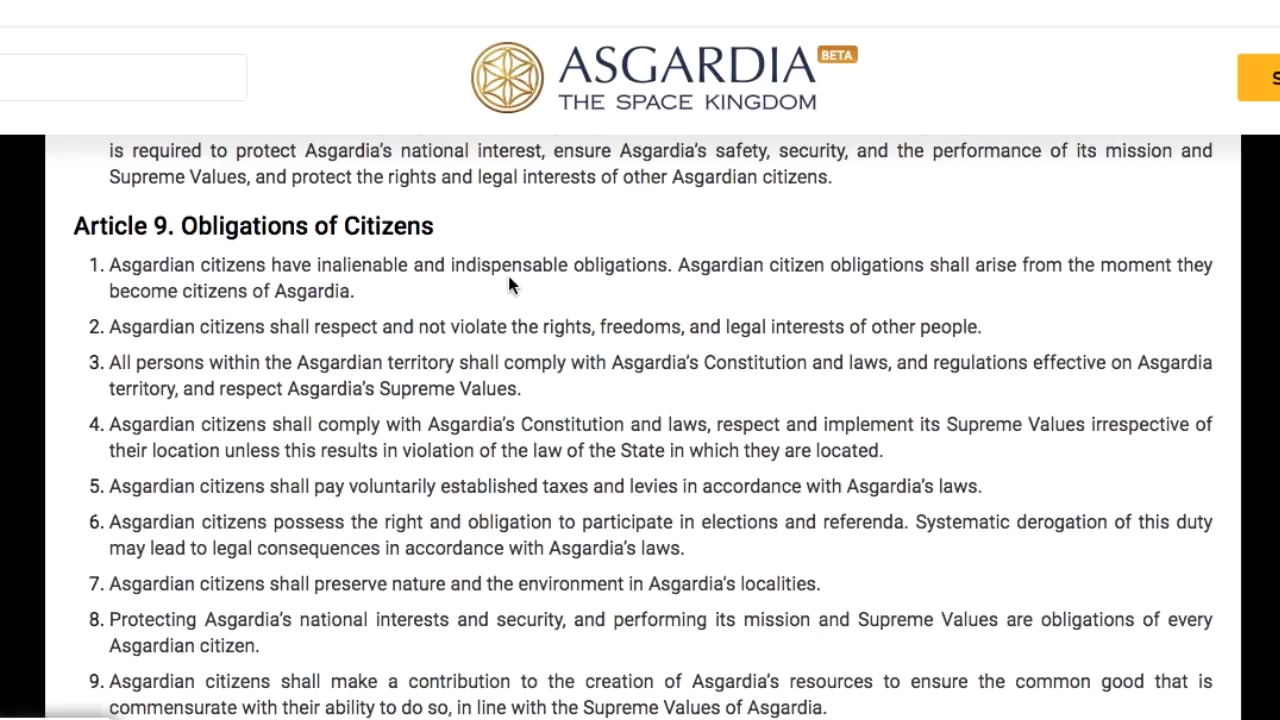 ASGARDIA BETA
THE SPACE KINGDOM
is required to protect Asgardia's national interest, ensure Asgardia's safety, security, and the performance of its mission and
Supreme Values, and protect the rights and legal interests of other Asgardian citizens.
Article 9. Obligations of Citizens
1. Asgardian citizens have inalienable and indispensable obligations. Asgardian citizen obligations shall arise from the moment they
become citizens of Asgardia.
2. Asgardian citizens shall respect and not violate the rights, freedoms, and legal interests of other people.
3. All persons within the Asgardian territory shall comply with Asgardia's Constitution and laws, and regulations effective on Asgardia
territory, and respect Asgardia's Supreme Values.
4. Asgardian citizens shall comply with Asgardia's Constitution and laws, respect and implement its Supreme Values irrespective of
their location unless this results in violation of the law of the State in which they are located.
5. Asgardian citizens shall pay voluntarily established taxes and levies in accordance with Asgardia's laws.
6. Asgardian citizens possess the right and obligation to participate in elections and referenda. Systematic derogation of this duty
may lead to legal consequences in accordance with Asgardia's laws.
7. Asgardian citizens shall preserve nature and the environment in Asgardia's localities.
8. Protecting Asgardia's national interests and security, and performing its mission and Supreme Values are obligations of every
Asgardian citizen.
9. Asgardian citizens shall make a contribution to the creation of Asgardia's resources to ensure the common good that is
commensurate with their ability to do so, in line with the Supreme Values of Asgardia.